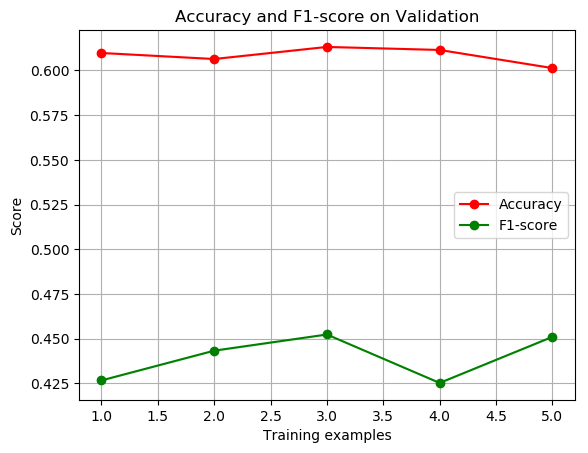 Accuracy and F1-score on Validation
Score
0.600
0.575
0.550
0.525
0.500
0.475
0.450
0.425
Accuracy
F1-score
1.0 1.5 2.0 2.5 3.0 3.5 4.0 4.5 5.0
Training examples